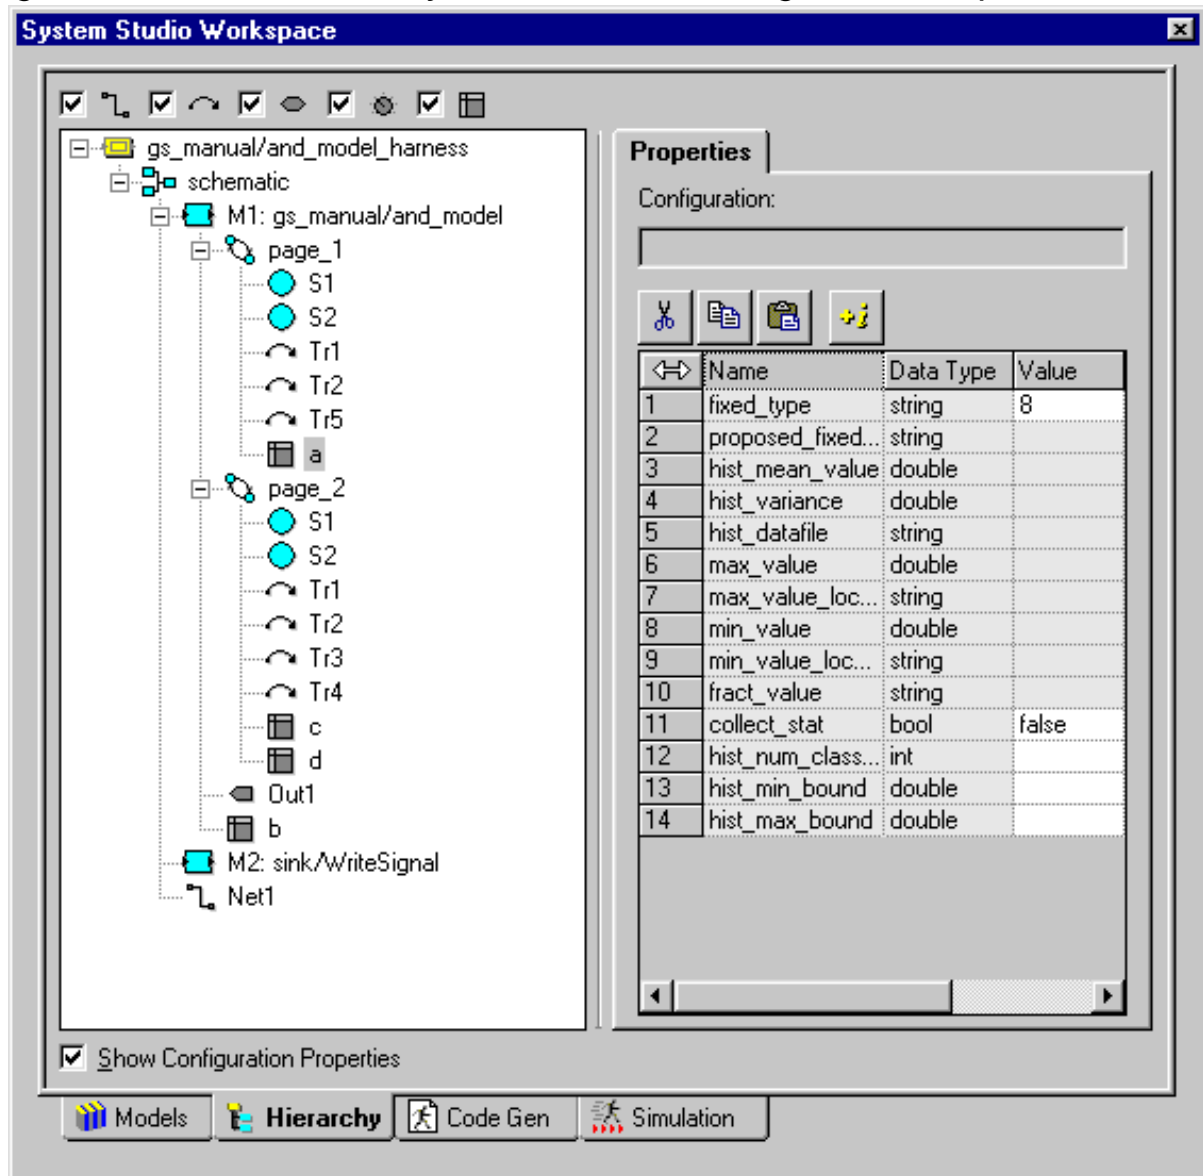 System Studio Workspace
gs_manual/and_model_harness
schematic
M1: gs_manual/and_model
page_1
S1
S2
Tr1
Tr2
Tr5
a
page_2
S1
S2
Tr1
Tr2
Tr3
Tr4
c
d
Out1
b
M2: sink/WriteSignal
Net1
Properties
Configuration:
Name Data Type Value
1 fixed_type string 8
2 proposed_fixed... string
3 hist_mean_value double
4 hist_variance double
5 hist_datafile string
6 max_value double
7 max_value_loc... string
8 min_value double
9 min_value_loc... string
10 fract_value string
11 collect_stat bool false
12 hist_num_class... int
13 hist_min_bound double
14 hist_max_bound double
Show Configuration Properties
Models Hierarchy Code Gen Simulation